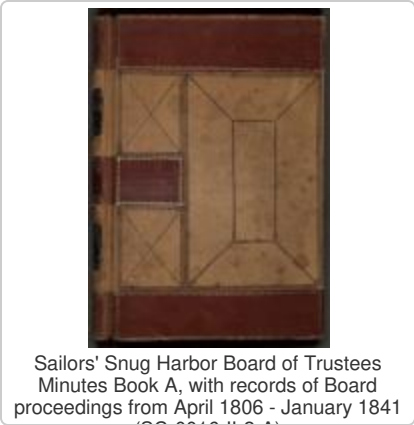 Sailors' Snug Harbor Board of Trustees
Minutes Book A, with records of Board
proceedings from April 1806 - January 1841